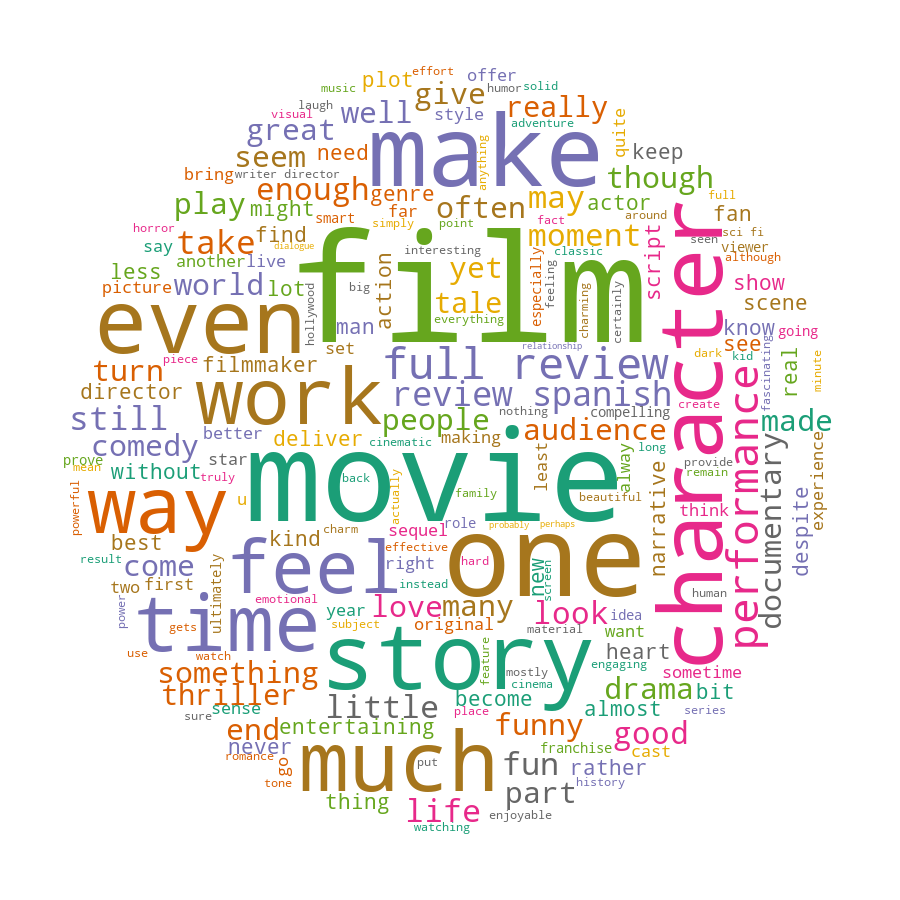 effort
offer
plot
music
give
humor
solid
laugh
well
style
really
visual
great
make
adventure
quite
anything
seem
need
keep
bring
writer director
enough
genre
though
full
play
might
far
often
may
actor
fan
smart
simply
point
fact
around
horror
say
take
find
film
moment
script
sci fi
seen
viewer
dialogue
interesting
classic
although
another
live
character
less
yet
especially
feeling
picture
world
lot
hollywood
big
action
tale
charming
certainly
show
scene
even
man
everything
know
going
set
relationship
see
piece
filmmaker
full review
dark
kid
fascinating
real
minute
turn
director
work
review spanish
performance
create
still
people
nothing
compelling
made
comedy
better
deliver
cinematic
making
audience
star
prove
mean
without
truly
movie
back
least
alway
long
provide
remain
documentary
powerful
u
actually
family
beautiful
narrative
think
despite
experience
way
charm
sequel
role
probably
perhaps
best
kind
effective
right
one
result
come
feel
hard
new
screen
two
first
ultimately
instead
human
power
emotional
year
love
many
look
idea
time
gets
subject
original
material
want
use
watch
story
feature
mostly
engaging
heart
something
cinema
sometime
thriller
sense
little
become
drama
bit
sure
place
almost
series
end
entertaining
funny
good
never
romance
go
much
put
fun
franchise
cast
tone
rather
history
thing
part
life
enjoyable
watching